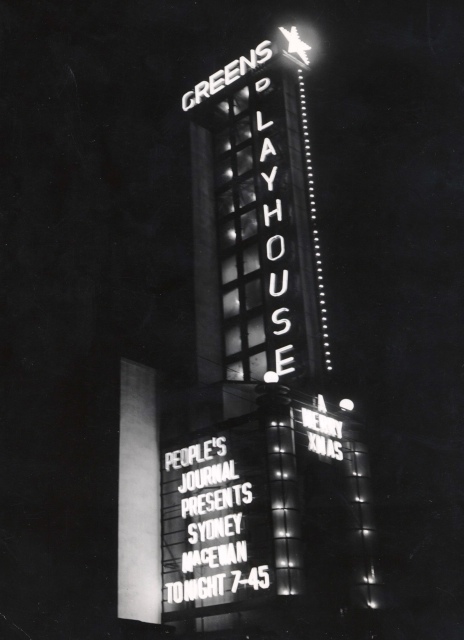 GREENS
PLAYHOUSE
A
MERRY
XMAS
PEOPLE'S
JOURNAL
PRESENTS
SYDNEY
MACEWAN
TONIGHT 7-45